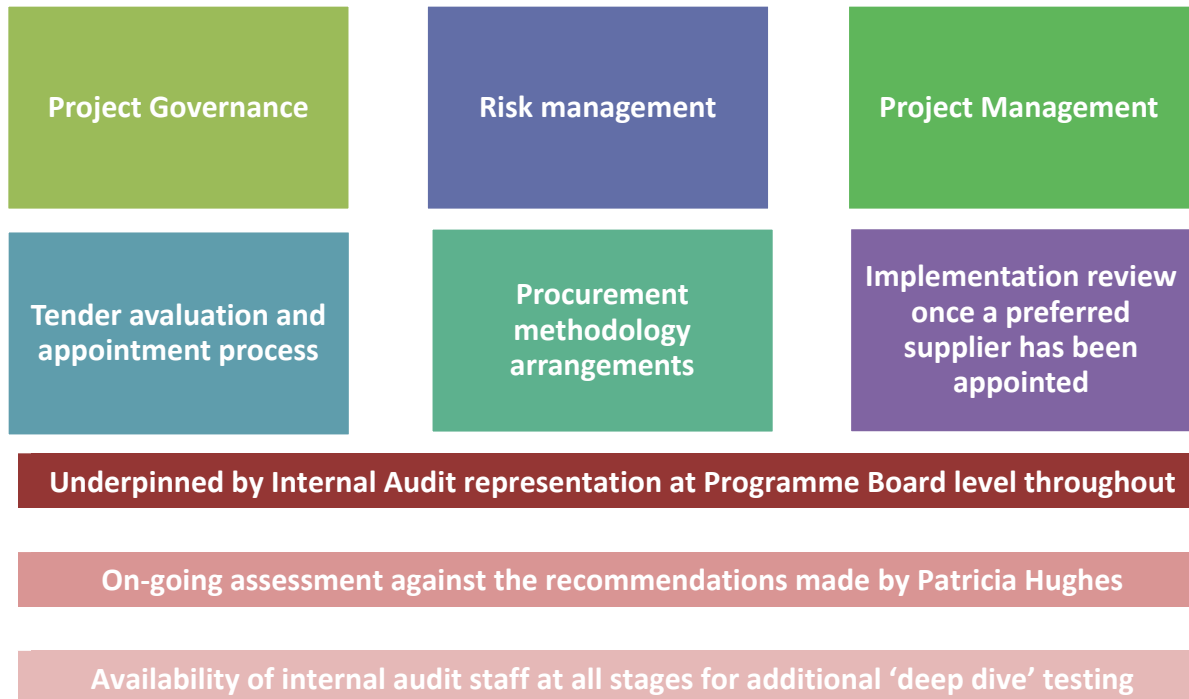 Project Governance
Risk management
Project Management
Tender evaluation and
appointment process
Procurement
methodology
arrangements
Implementation review
once a preferred
supplier has been
appointed
Underpinned by Internal Audit representation at Programme Board level throughout
On-going assessment against the recommendations made by Patricia Hughes
Availability of internal audit staff at all stages for additional ‘deep dive’ testing